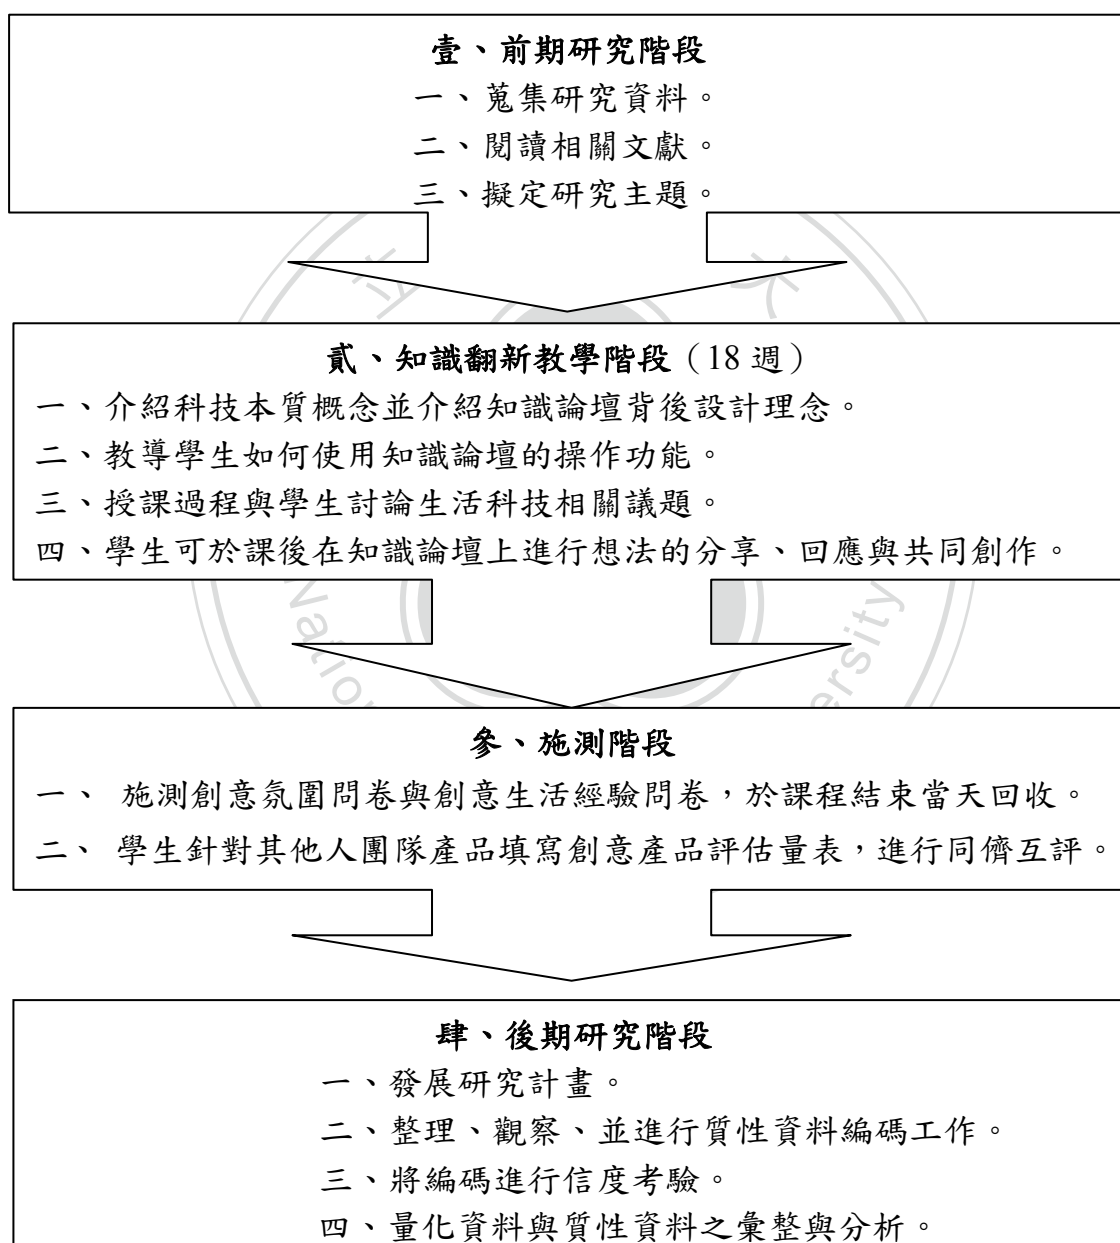 壹、前期研究階段
一、蒐集研究資料。
二、閱讀相關文獻。
三、擬定研究主題。
立 大
貳、知識翻新教學階段（18 週）
一、介紹科技本質概念並介紹知識論壇背後設計理念。
二、教導學生如何使用知識論壇的操作功能。
三、授課過程與學生討論生活科技相關議題。
四、學生可於課後在知識論壇上進行想法的分享、回應與共同創作。
Natio ersity
參、施測階段
一、 施測創意氛圍問卷與創意生活經驗問卷，於課程結束當天回收。
二、 學生針對其他人團隊產品填寫創意產品評估量表，進行同儕互評。
肆、後期研究階段
一、發展研究計畫。
二、整理、觀察、並進行質性資料編碼工作。
三、將編碼進行信度考驗。
四、量化資料與質性資料之彙整與分析。